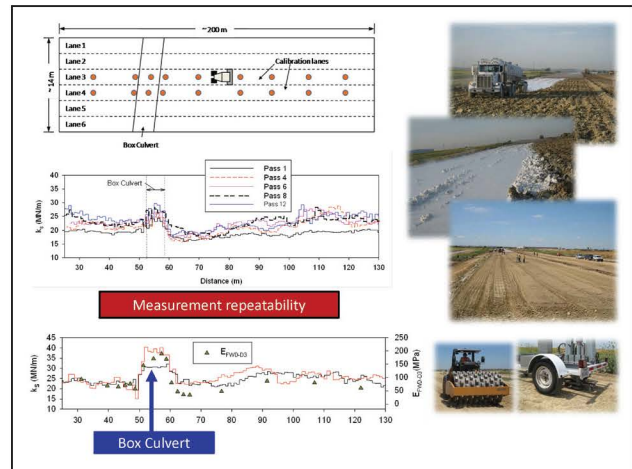 ~200 m
~14 m
Lane 1
Lane 2
Lane 3
Lane 4
Lane 5
Lane 6
Calibration lanes
Box Culvert
Pass 1
Pass 4
Pass 6
Pass 8
Pass 12
Box Culvert
40
35
30
25
20
15
10
kₛ (MN/m)
30 40 50 60 70 80 90 100 110 120 130
Distance (m)
Measurement repeatability
45
40
35
30
25
20
15
10
kₛ (MN/m)
E FWD-D3
250
200
150
100
50
0
E FWD-D3 (MPa)
30 40 50 60 70 80 90 100 110 120 130
Box Culvert